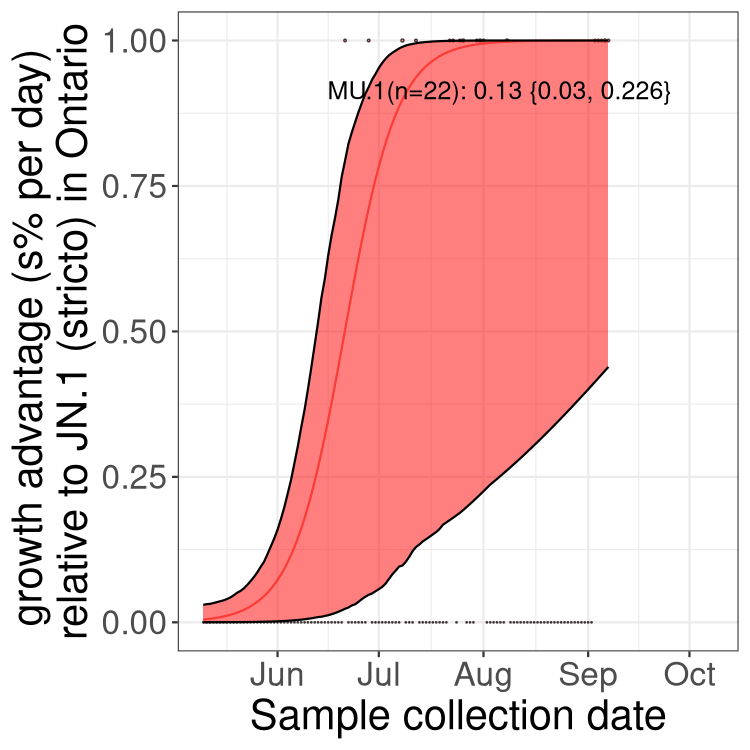 growth advantage (s% per day)
relative to JN.1 (stricto) in Ontario
1.00
0.75
0.50
0.25
0.00
MU.1(n=22): 0.13 {0.03, 0.226}
Jun Jul Aug Sep Oct
Sample collection date